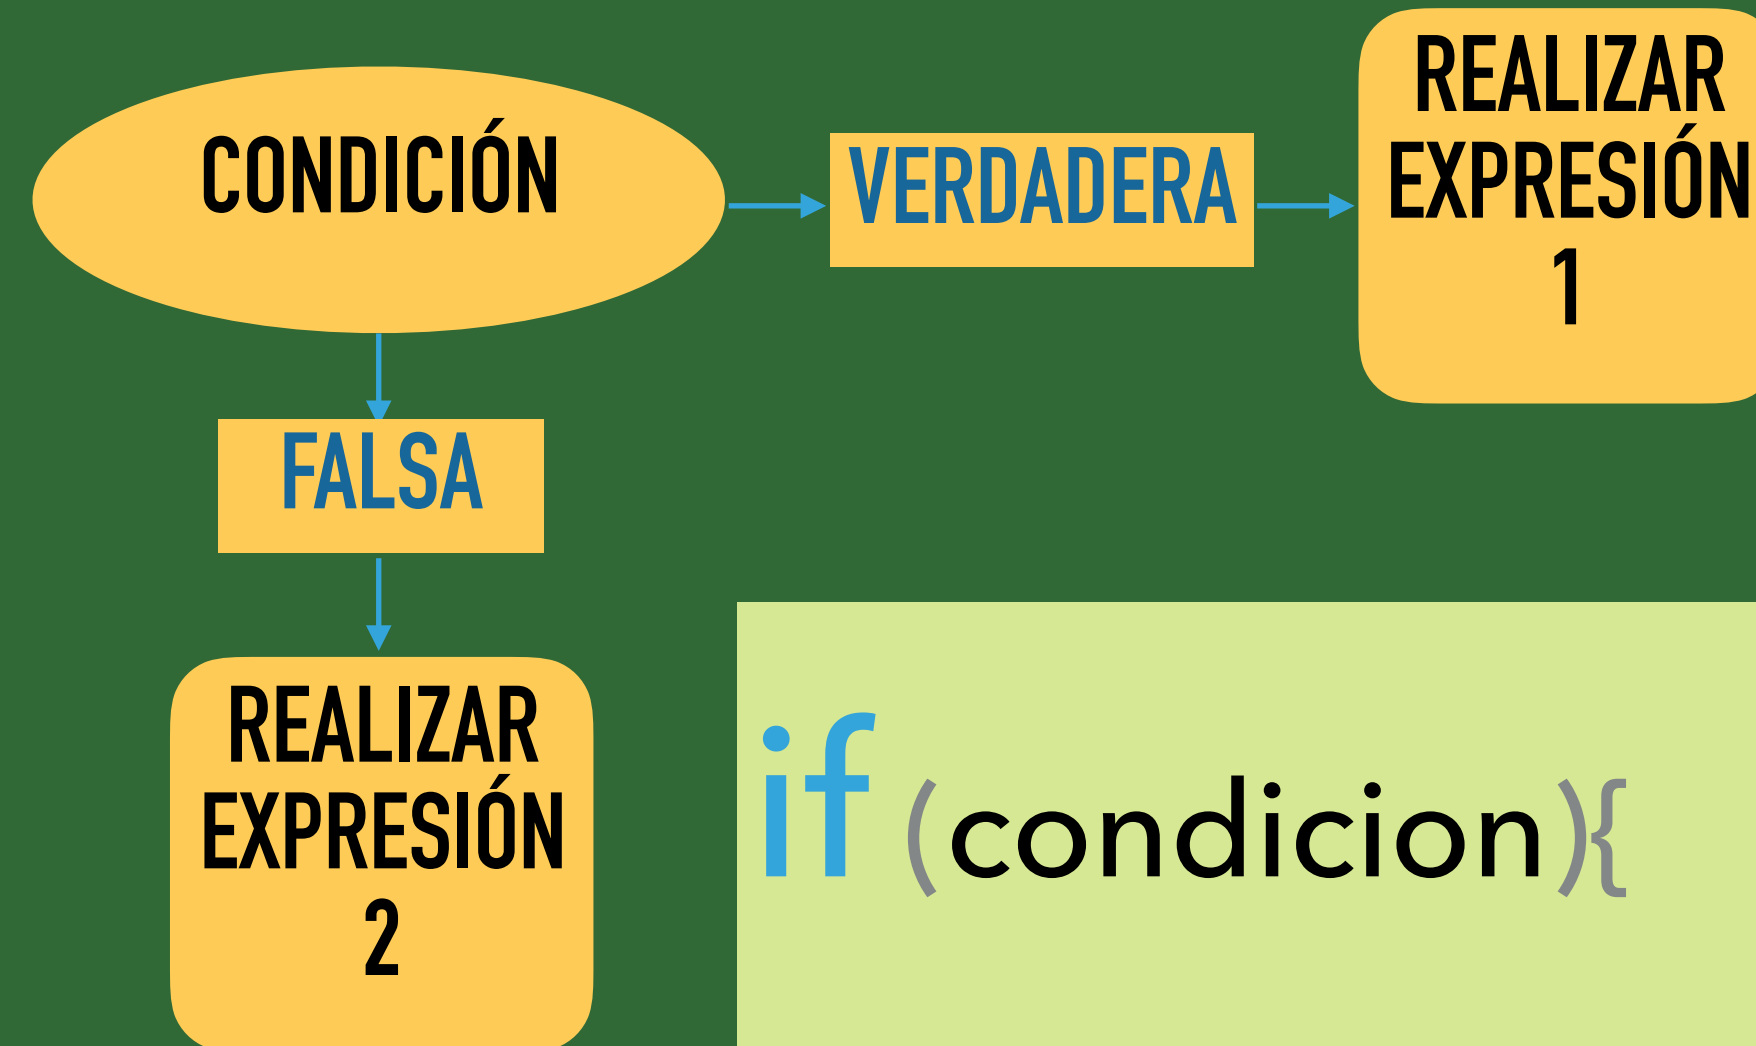 CONDICIÓN
VERDADERA
REALIZAR
EXPRESIÓN
1
FALSA
REALIZAR
EXPRESIÓN
2
if (condicion){